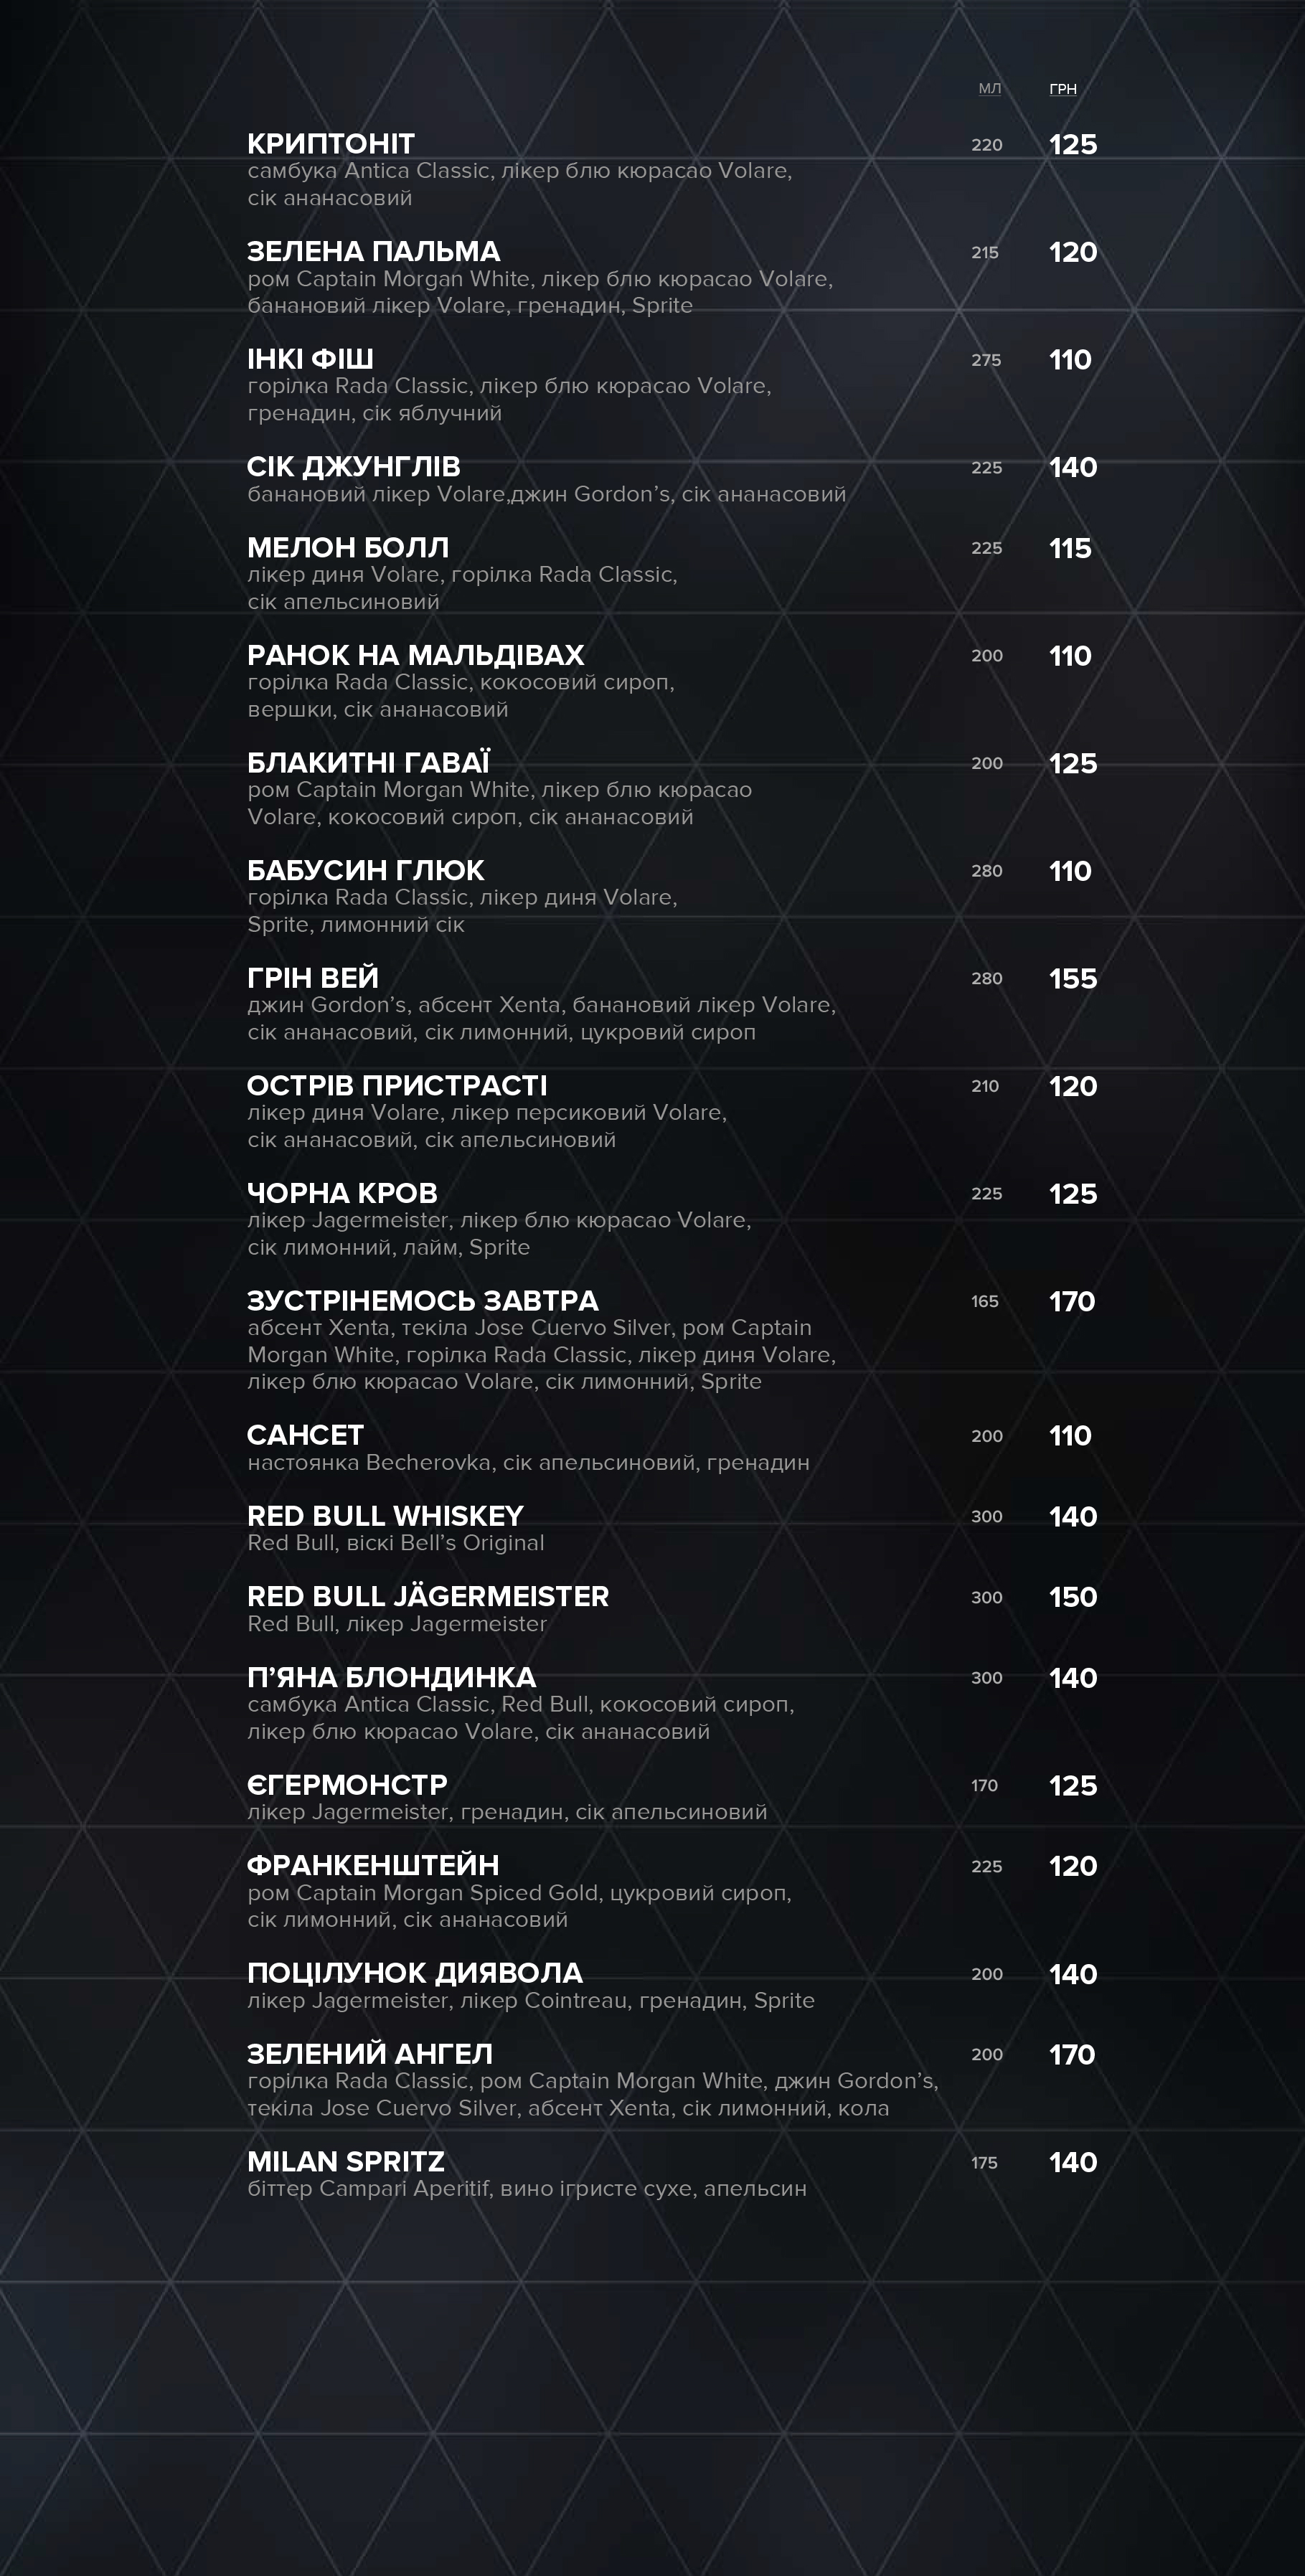 МЛ ГРН
КРИПТОНІТ 220 125
самбука Antica Classic, лікер блю кюрасао Volare,
сік ананасовий
ЗЕЛЕНА ПАЛЬМА 215 120
ром Captain Morgan White, лікер блю кюрасао Volare,
банановий лікер Volare, гренадин, Sprite
ІНКІ ФІШ 275 110
горілка Rada Classic, лікер блю кюрасао Volare,
гренадин, сік яблучний
СІК ДЖУНГЛІВ 225 140
банановий лікер Volare,джин Gordon’s, сік ананасовий
МЕЛОН БОЛЛ 225 115
лікер диня Volare, горілка Rada Classic,
сік апельсиновий
РАНОК НА МАЛЬДІВАХ 200 110
горілка Rada Classic, кокосовий сироп,
вершки, сік ананасовий
БЛАКИТНІ ГАВАЇ 200 125
ром Captain Morgan White, лікер блю кюрасао
Volare, кокосовий сироп, сік ананасовий
БАБУСИН ГЛЮК 280 110
горілка Rada Classic, лікер диня Volare,
Sprite, лимонний сік
ГРІН ВЕЙ 280 155
джин Gordon’s, абсент Xenta, банановий лікер Volare,
сік ананасовий, сік лимонний, цукровий сироп
ОСТРІВ ПРИСТРАСТІ 210 120
лікер диня Volare, лікер персиковий Volare,
сік ананасовий, сік апельсиновий
ЧОРНА КРОВ 225 125
лікер Jagermeister, лікер блю кюрасао Volare,
сік лимонний, лайм, Sprite
ЗУСТРІНЕМОСЬ ЗАВТРА 165 170
абсент Xenta, текіла Jose Cuervo Silver, ром Captain
Morgan White, горілка Rada Classic, лікер диня Volare,
лікер блю кюрасао Volare, сік лимонний, Sprite
САНСЕТ 200 110
настоянка Becherovka, сік апельсиновий, гренадин
RED BULL WHISKEY 300 140
Red Bull, віскі Bell’s Original
RED BULL JÄGERMEISTER 300 150
Red Bull, лікер Jagermeister
П’ЯНА БЛОНДИНКА 300 140
самбука Antica Classic, Red Bull, кокосовий сироп,
лікер блю кюрасао Volare, сік ананасовий
ЄГЕРМОНСТР 170 125
лікер Jagermeister, гренадин, сік апельсиновий
ФРАНКЕНШТЕЙН 225 120
ром Captain Morgan Spiced Gold, цукровий сироп,
сік лимонний, сік ананасовий
ПОЦІЛУНОК ДИЯВОЛА 200 140
лікер Jagermeister, лікер Cointreau, гренадин, Sprite
ЗЕЛЕНИЙ АНГЕЛ 200 170
горілка Rada Classic, ром Captain Morgan White, джин Gordon’s,
текіла Jose Cuervo Silver, абсент Xenta, сік лимонний, кола
MILAN SPRITZ 175 140
біттер Campari Aperitif, вино ігристе сухе, апельсин